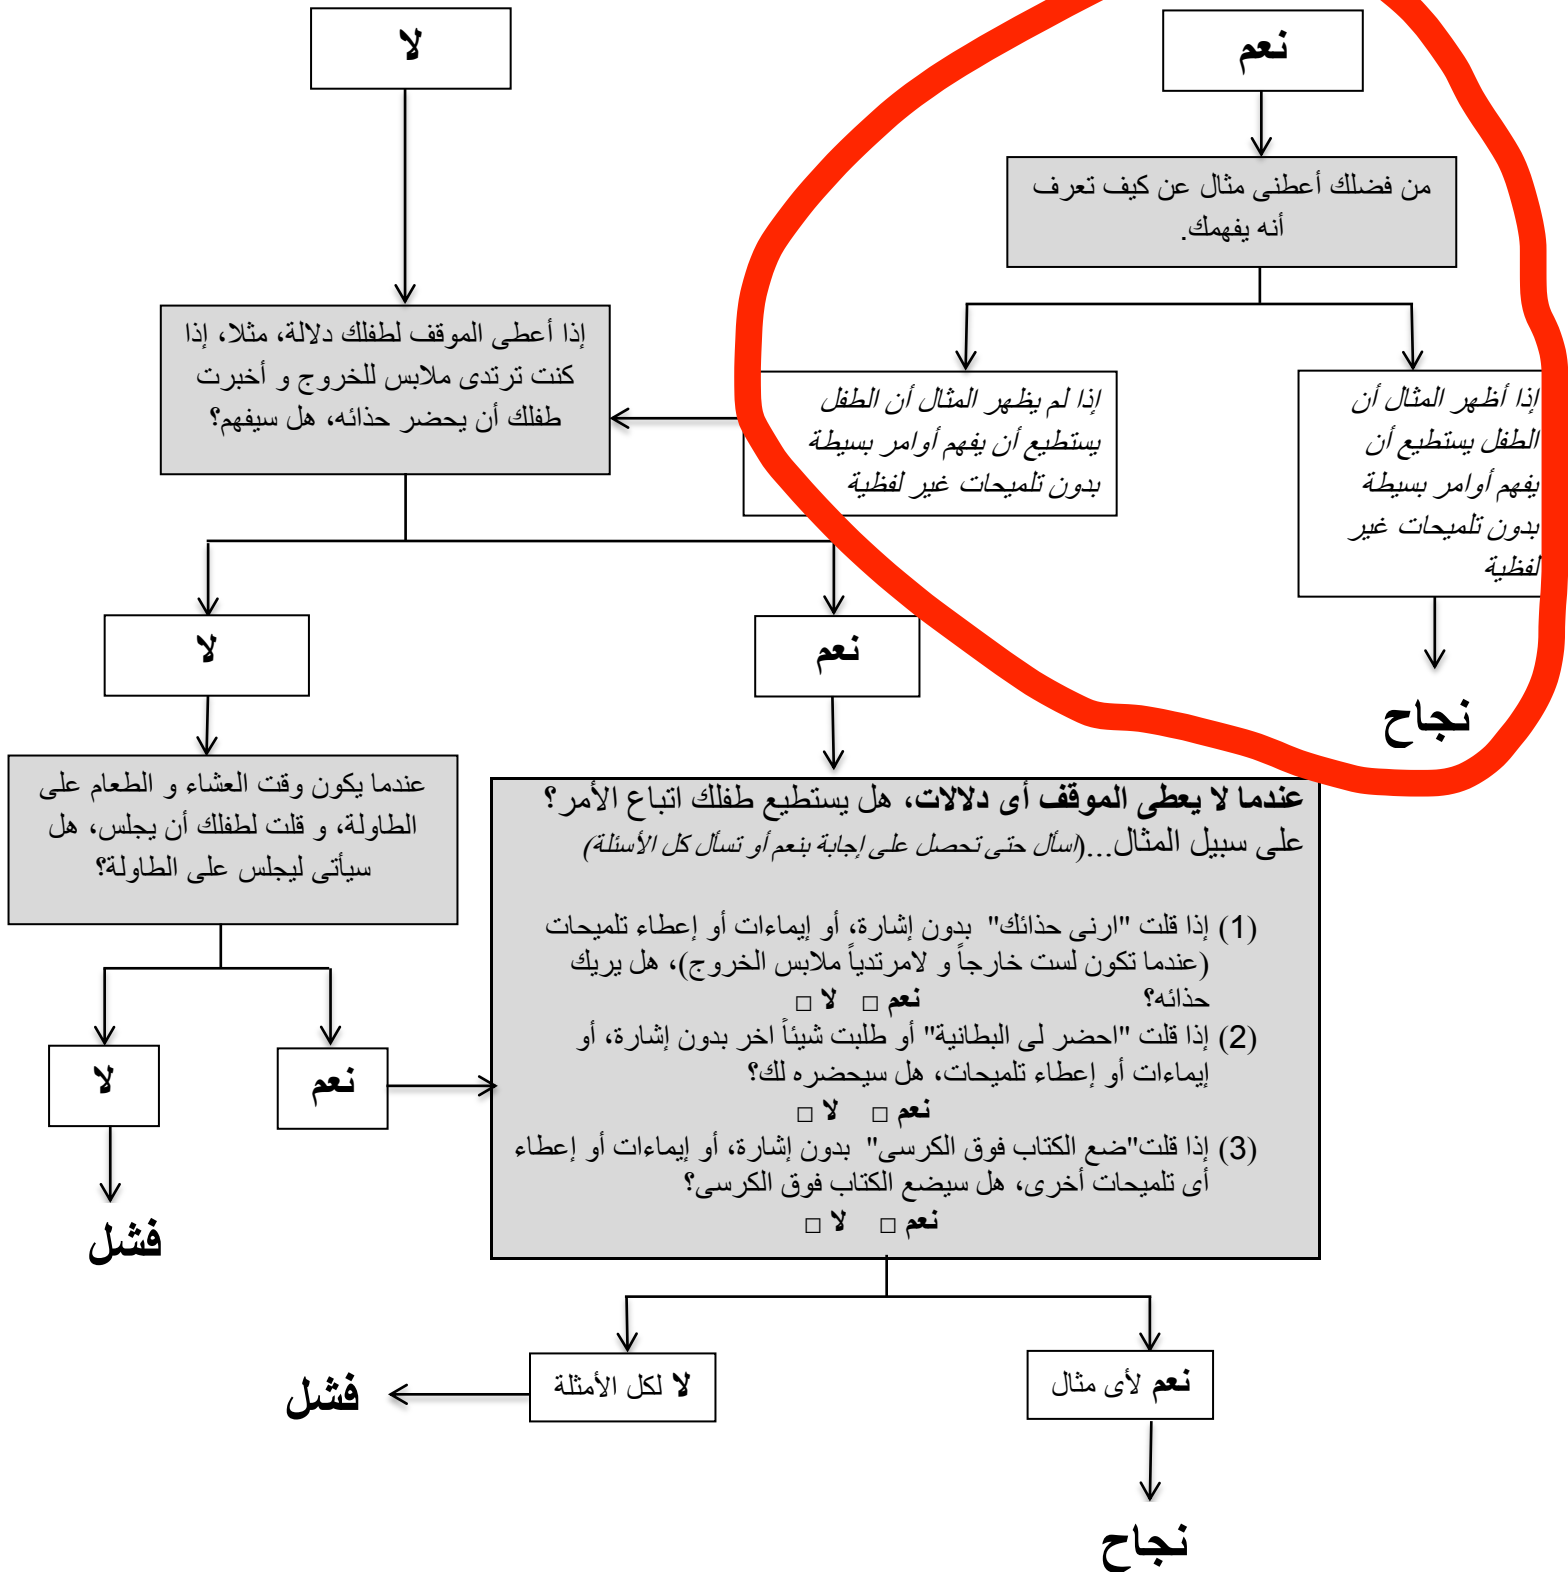 نعم
لا
من فضلك أعطنى مثال عن كيف تعرف
أنه يفهمك.
إذا أظهر المثال أن
الطفل يستطيع أن
يفهم أوامر بسيطة
بدون تلميحات غير
لفظية
نجاح
إذا لم يظهر المثال أن الطفل
يستطيع أن يفهم أوامر بسيطة
بدون تلميحات غير لفظية
إذا أعطى الموقف لطفلك دلالة، مثلا، إذا
كنت ترتدى ملابس للخروج و أخبرت
طفلك أن يحضر حذائه، هل سيفهم؟
نعم
لا
عندما يكون وقت العشاء و الطعام على
الطاولة، و قلت لطفلك أن يجلس، هل
سيأتى ليجلس على الطاولة؟
نعم
لا
فشل
عندما لا يعطى الموقف أى دلالات، هل يستطيع طفلك اتباع الأمر؟
على سبيل المثال...(اسأل حتى تحصل على إجابة بنعم أو تسأل كل الأسئلة)
(1) إذا قلت "ارنى حذائك" بدون إشارة، أو إيماءات أو إعطاء تلميحات
(عندما تكون لست خارجاً و لامرتدياً ملابس الخروج)، هل يريك
حذائه؟ نعم □ لا □
(2) إذا قلت "احضر لى البطانية" أو طلبت شيئاً اخر بدون إشارة، أو
إيماءات أو إعطاء تلميحات، هل سيحضره لك؟
نعم □ لا □
(3) إذا قلت"ضع الكتاب فوق الكرسى" بدون إشارة، أو إيماءات أو إعطاء
أى تلميحات أخرى، هل سيضع الكتاب فوق الكرسى؟
نعم □ لا □
نعم لأى مثال
لا لكل الأمثلة
فشل
نجاح